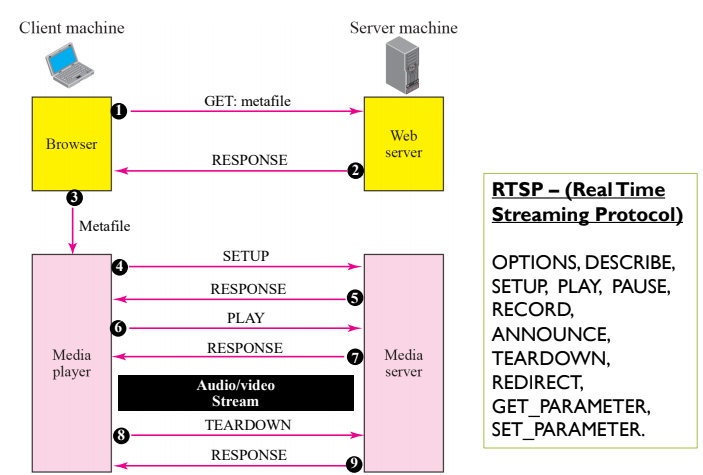 Client machine
Server machine
1
GET: metafile
Browser
Web
server
RESPONSE
2
3
Metafile
4
SETUP
RESPONSE
5
6
PLAY
RESPONSE
7
Media
player
Media
server
Audio/video
Stream
8
TEARDOWN
RESPONSE
9
RTSP – (Real Time
Streaming Protocol)
OPTIONS, DESCRIBE,
SETUP, PLAY, PAUSE,
RECORD,
ANNOUNCE,
TEARDOWN,
REDIRECT,
GET_PARAMETER,
SET_PARAMETER.